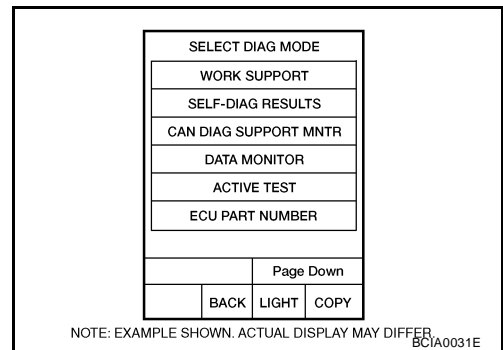 SELECT DIAG MODE
WORK SUPPORT
SELF-DIAG RESULTS
CAN DIAG SUPPORT MNTR
DATA MONITOR
ACTIVE TEST
ECU PART NUMBER
Page Down
BACK LIGHT COPY
NOTE: EXAMPLE SHOWN. ACTUAL DISPLAY MAY DIFFER.
BCIA0031E